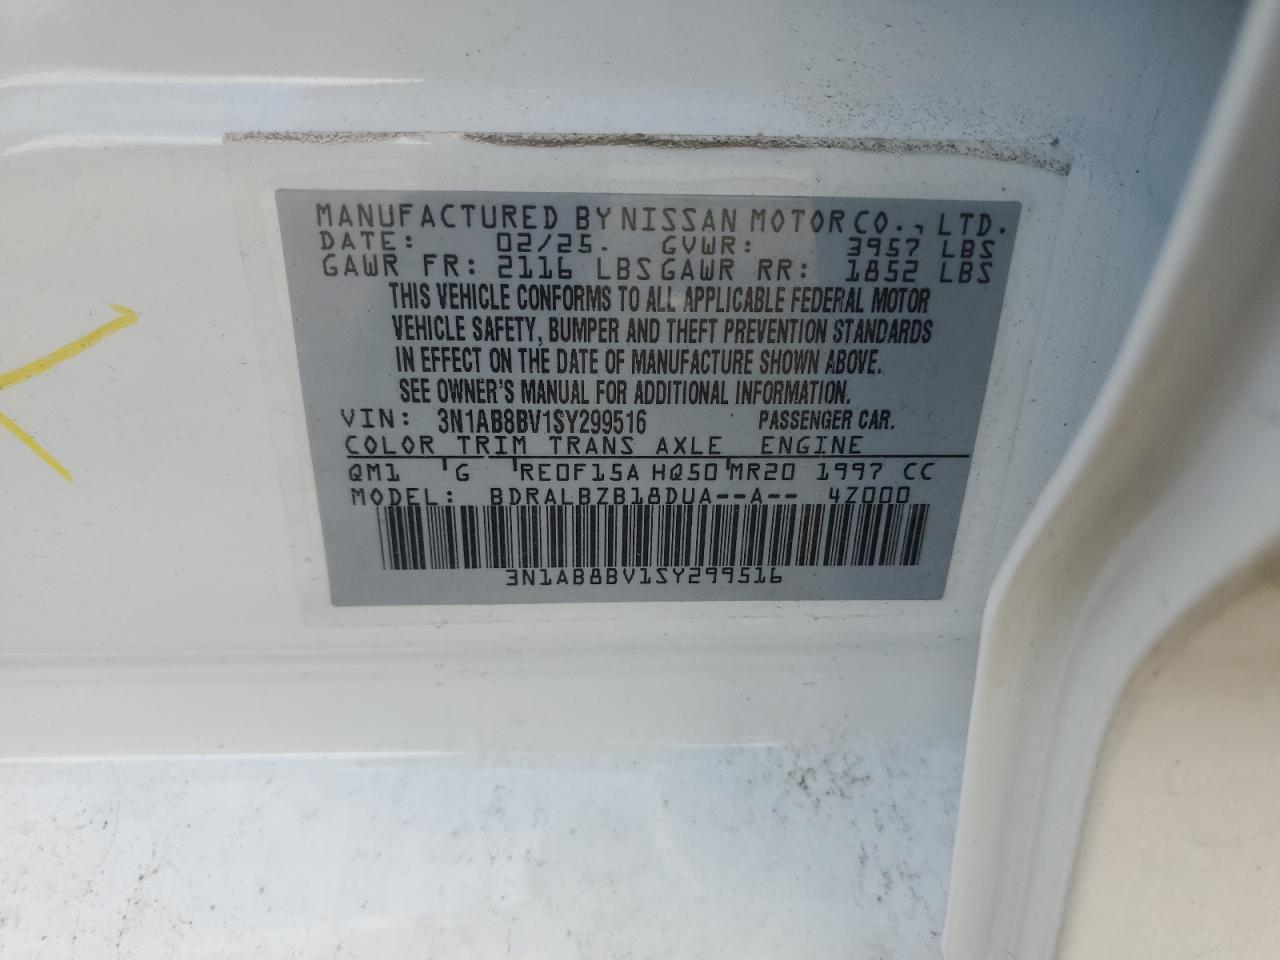 MANUFACTURED BY NISSAN MOTOR CO., LTD.
DATE: 02/25. GVWR: 3957 LBS
GAWR FR: 2116 LBS GAWR RR: 1852 LBS
THIS VEHICLE CONFORMS TO ALL APPLICABLE FEDERAL MOTOR
VEHICLE SAFETY, BUMPER AND THEFT PREVENTION STANDARDS
IN EFFECT ON THE DATE OF MANUFACTURE SHOWN ABOVE.
SEE OWNER'S MANUAL FOR ADDITIONAL INFORMATION.
VIN: 3N1AB8BV1SY299516 PASSENGER CAR.
COLOR TRIM TRANS AXLE ENGINE
QM1 G RE0F15A HQ50 MR20 1997 CC
MODEL: BDRALBZB18DUA--A-- 4Z000
3N1AB8BV1SY299516